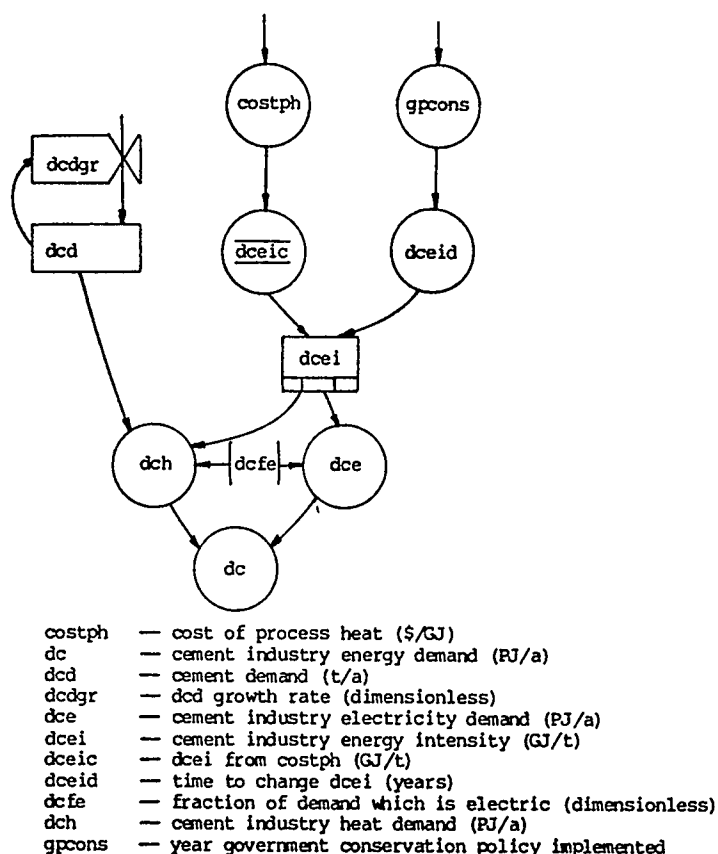 costph
gpcons
dcdgr
dcd
dceic
dceid
dcei
dch
dcfe
dce
dc
costph — cost of process heat ($/GJ)
dc — cement industry energy demand (PJ/a)
dcd — cement demand (t/a)
dcdgr — dcd growth rate (dimensionless)
dce — cement industry electricity demand (PJ/a)
dcei — cement industry energy intensity (GJ/t)
dceic — dcei from costph (GJ/t)
dceid — time to change dcei (years)
dcfe — fraction of demand which is electric (dimensionless)
dch — cement industry heat demand (PJ/a)
gpcons — year government conservation policy implemented